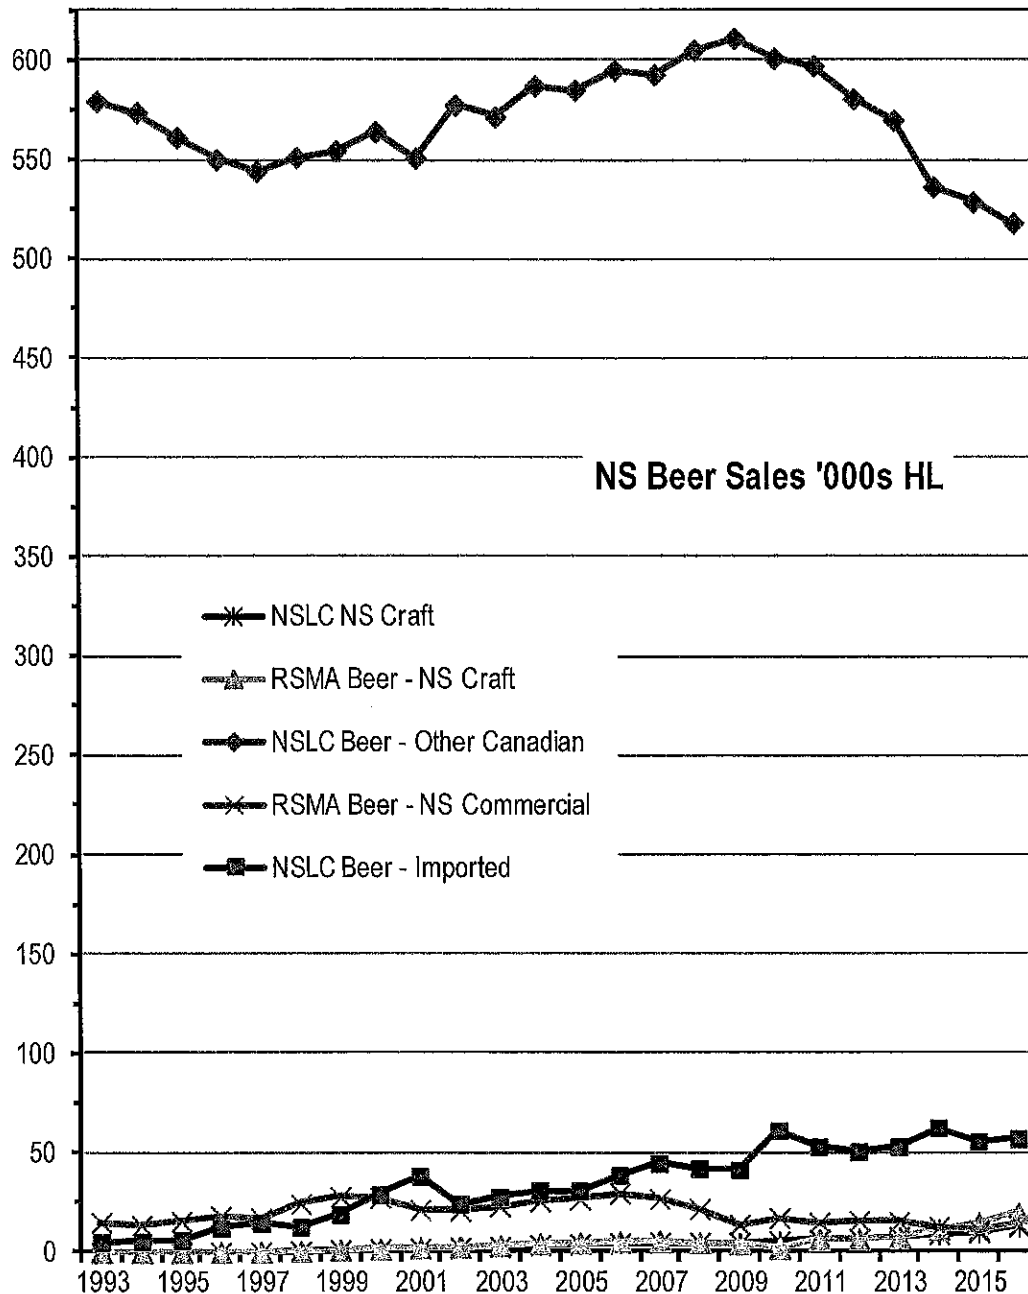 600
550
500
450
400
NS Beer Sales '000s HL
350
300
250
200
150
100
50
0
NSLC NS Craft
RSMA Beer - NS Craft
NSLC Beer - Other Canadian
RSMA Beer - NS Commercial
NSLC Beer - Imported
1993 1995 1997 1999 2001 2003 2005 2007 2009 2011 2013 2015